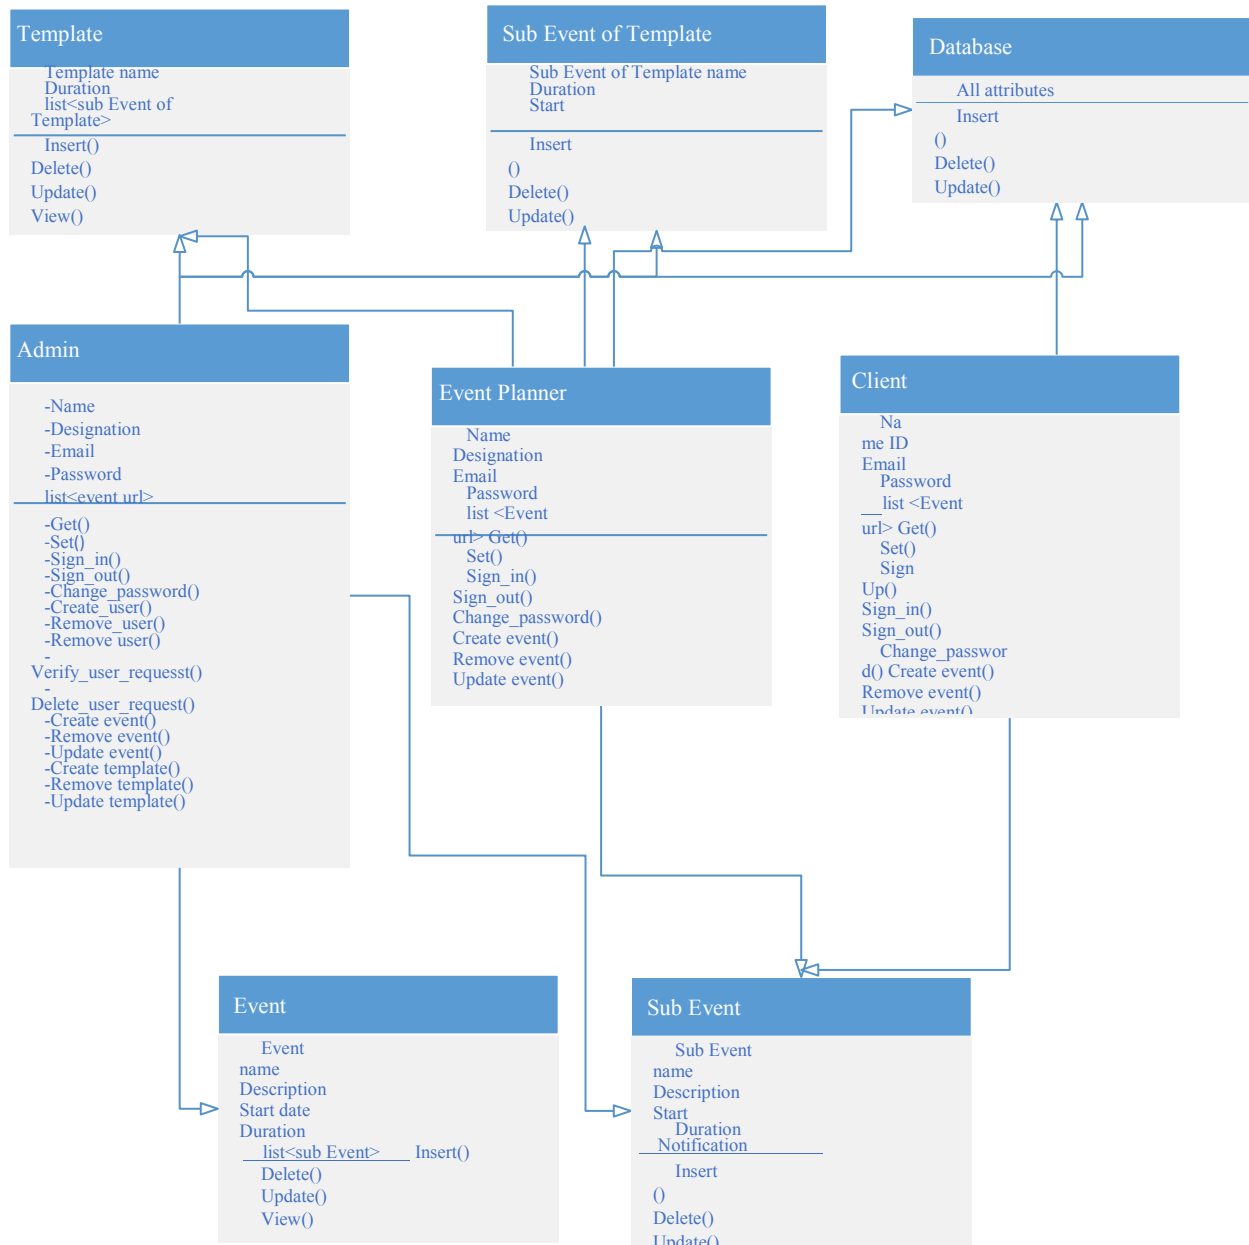 Template
Template name
Duration
list<sub Event of
Template>
Insert()
Delete()
Update()
View()
Sub Event of Template
Sub Event of Template name
Duration
Start
Insert
()
Delete()
Update()
Database
All attributes
Insert
()
Delete()
Update()
Admin
-Name
-Designation
-Email
-Password
list<event url>
-Get()
-Set()
-Sign_in()
-Sign_out()
-Change_password()
-Create_user()
-Remove_user()
-Remove user()
-
Verify_user_requesst()
-
Delete_user_request()
-Create event()
-Remove event()
-Update event()
-Create template()
-Remove template()
-Update template()
Event Planner
Name
Designation
Email
Password
list <Event
url> Get()
Set()
Sign_in()
Sign_out()
Change_password()
Create event()
Remove event()
Update event()
Client
Na
me ID
Email
Password
list <Event
url> Get()
Set()
Sign
Up()
Sign_in()
Sign_out()
Change_passwor
d() Create event()
Remove event()
Update event()
Event
Event
name
Description
Start date
Duration
list<sub Event> Insert()
Delete()
Update()
View()
Sub Event
Sub Event
name
Description
Start
Duration
Notification
Insert
()
Delete()
Update()